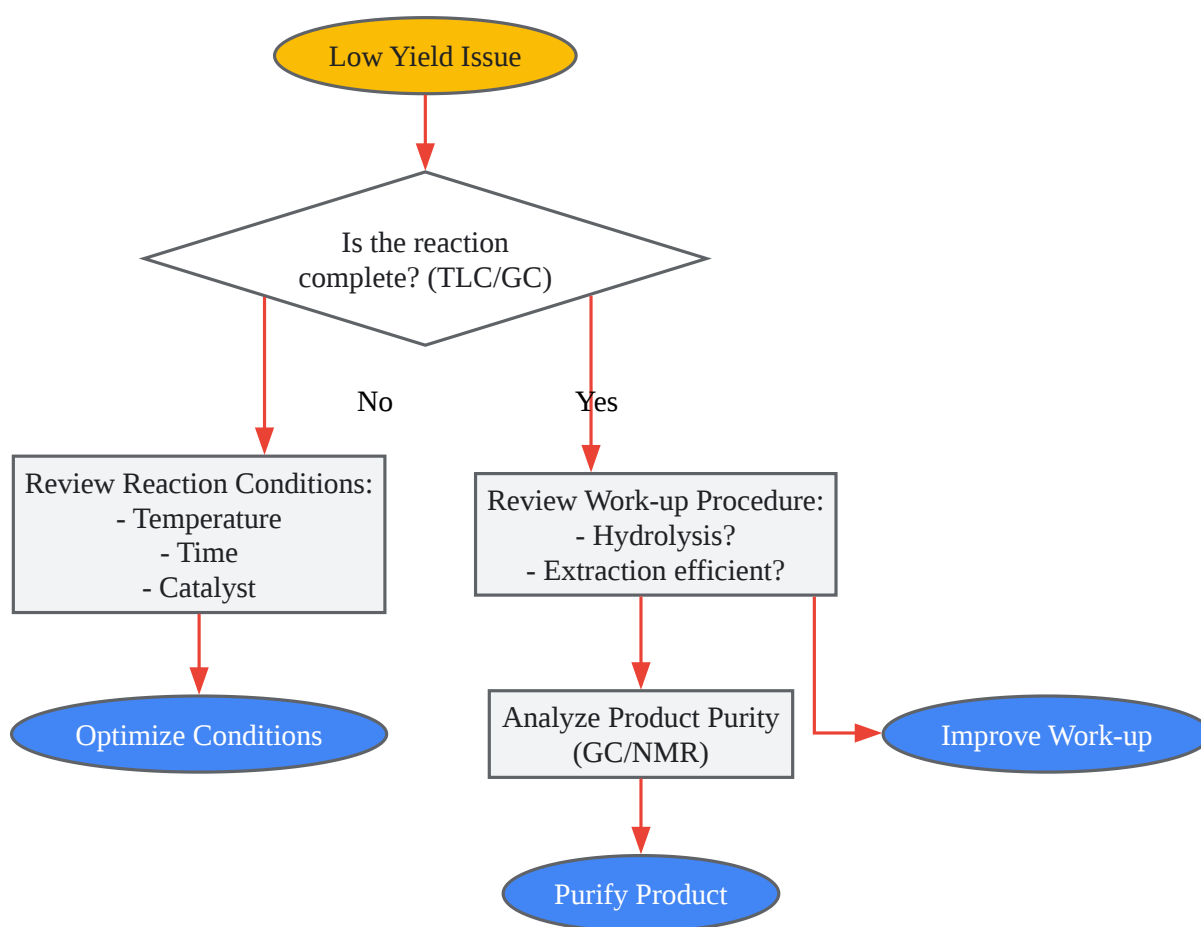 Low Yield Issue
Is the reaction
complete? (TLC/GC)
No
Yes
Review Reaction Conditions:
- Temperature
- Time
- Catalyst
Review Work-up Procedure:
- Hydrolysis?
- Extraction efficient?
Optimize Conditions
Analyze Product Purity
(GC/NMR)
Improve Work-up
Purify Product